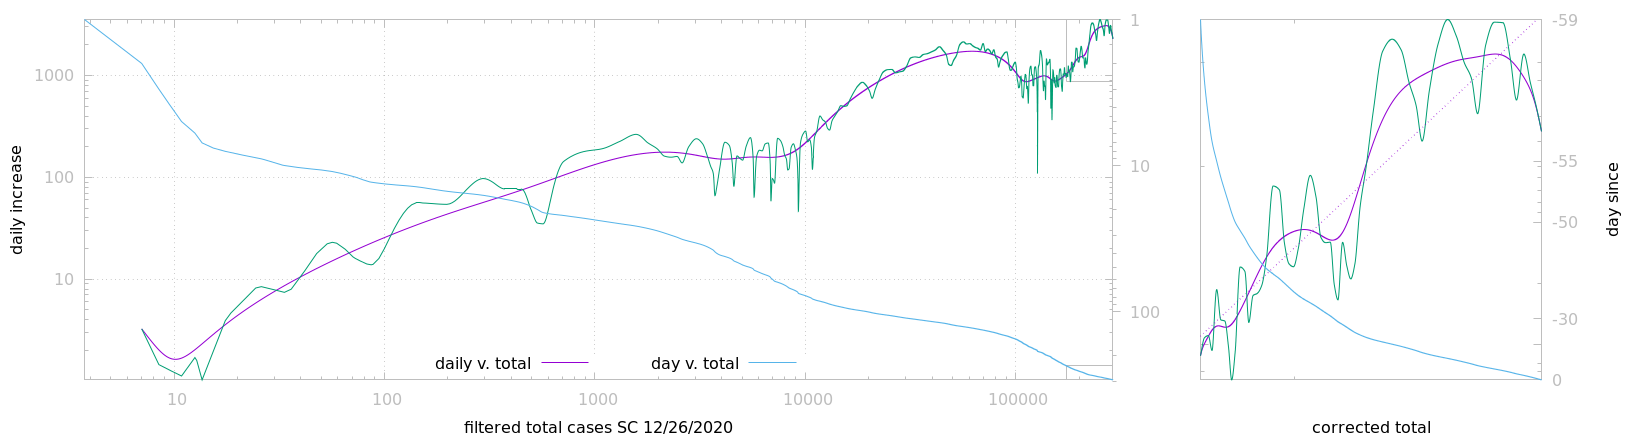 1000
100
10
daily increase
daily v. total
day v. total
10
100
1000
10000
100000
filtered total cases SC 12/26/2020
1
10
100
-59
-55
-50
-30
0
day since
corrected total